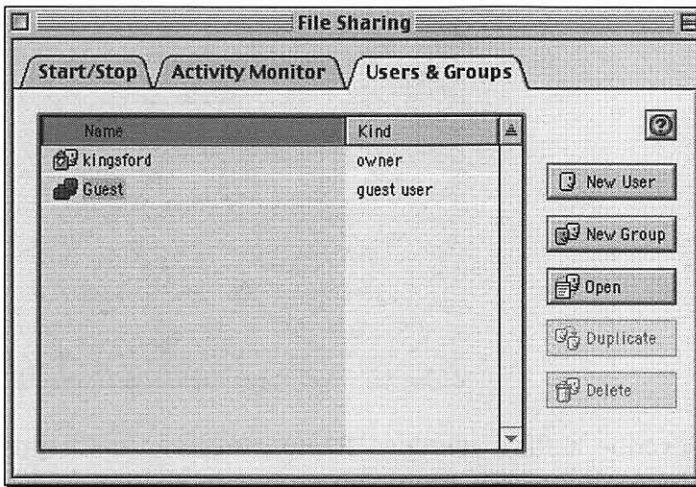 File Sharing
Start/Stop
Activity Monitor
Users & Groups
Name Kind
kingsford owner
Guest guest user
?
New User
New Group
Open
Duplicate
Delete